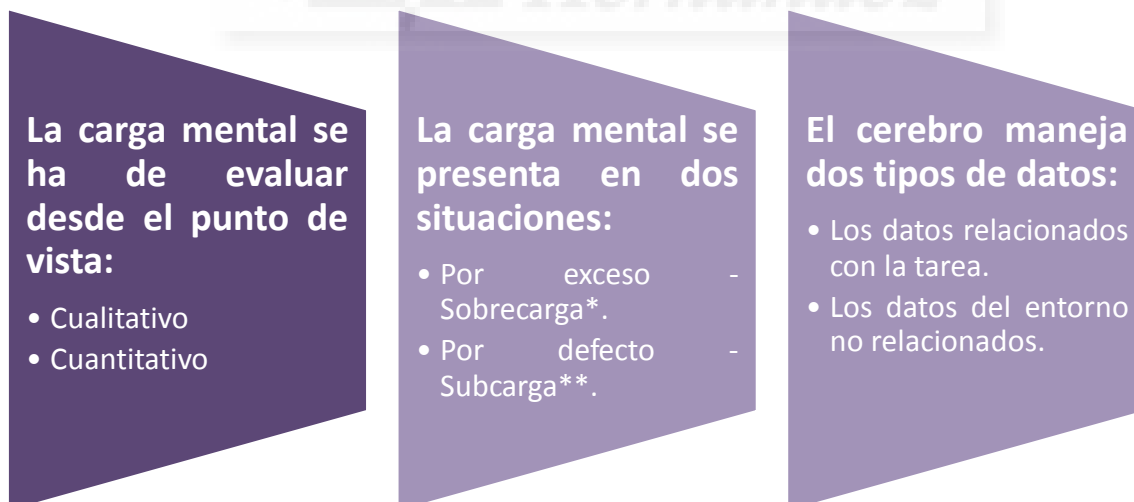 La carga mental se
ha de evaluar
desde el punto de
vista:
• Cualitativo
• Cuantitativo
La carga mental se
presenta en dos
situaciones:
• Por exceso -
Sobrecarga*.
• Por defecto -
Subcarga**.
El cerebro maneja
dos tipos de datos:
• Los datos relacionados
con la tarea.
• Los datos del entorno
no relacionados.